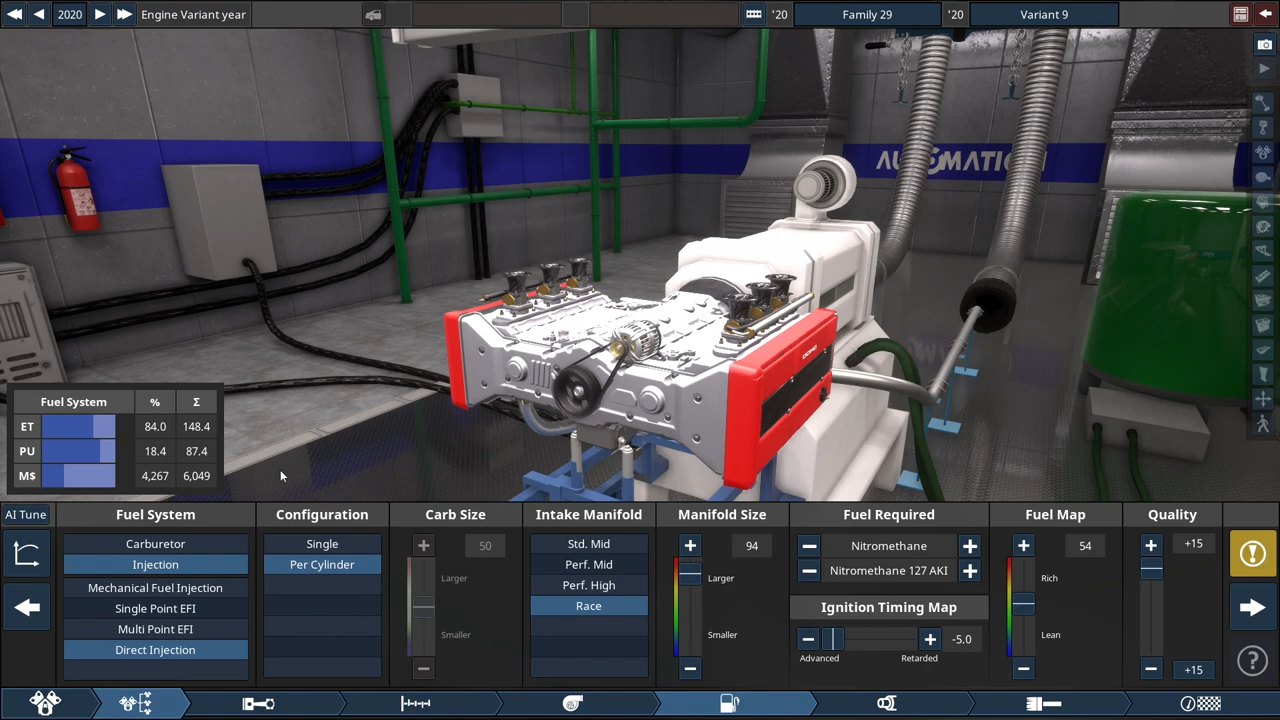 2020 Engine Variant year '20 Family 29 '20 Variant 9
AUTOMATION
Fuel System % Σ
ET 84.0 148.4
PU 18.4 87.4
M$ 4,267 6,049
AI Tune
Fuel System
Carburetor
Injection
Mechanical Fuel Injection
Single Point EFI
Multi Point EFI
Direct Injection
Configuration
Single
Per Cylinder
Carb Size
50
Larger
Smaller
Intake Manifold
Std. Mid
Perf. Mid
Perf. High
Race
Manifold Size
94
Larger
Smaller
Fuel Required
Nitromethane
Nitromethane 127 AKI
Ignition Timing Map
-5.0
Advanced Retarded
Fuel Map
54
Rich
Lean
Quality
+15
+15